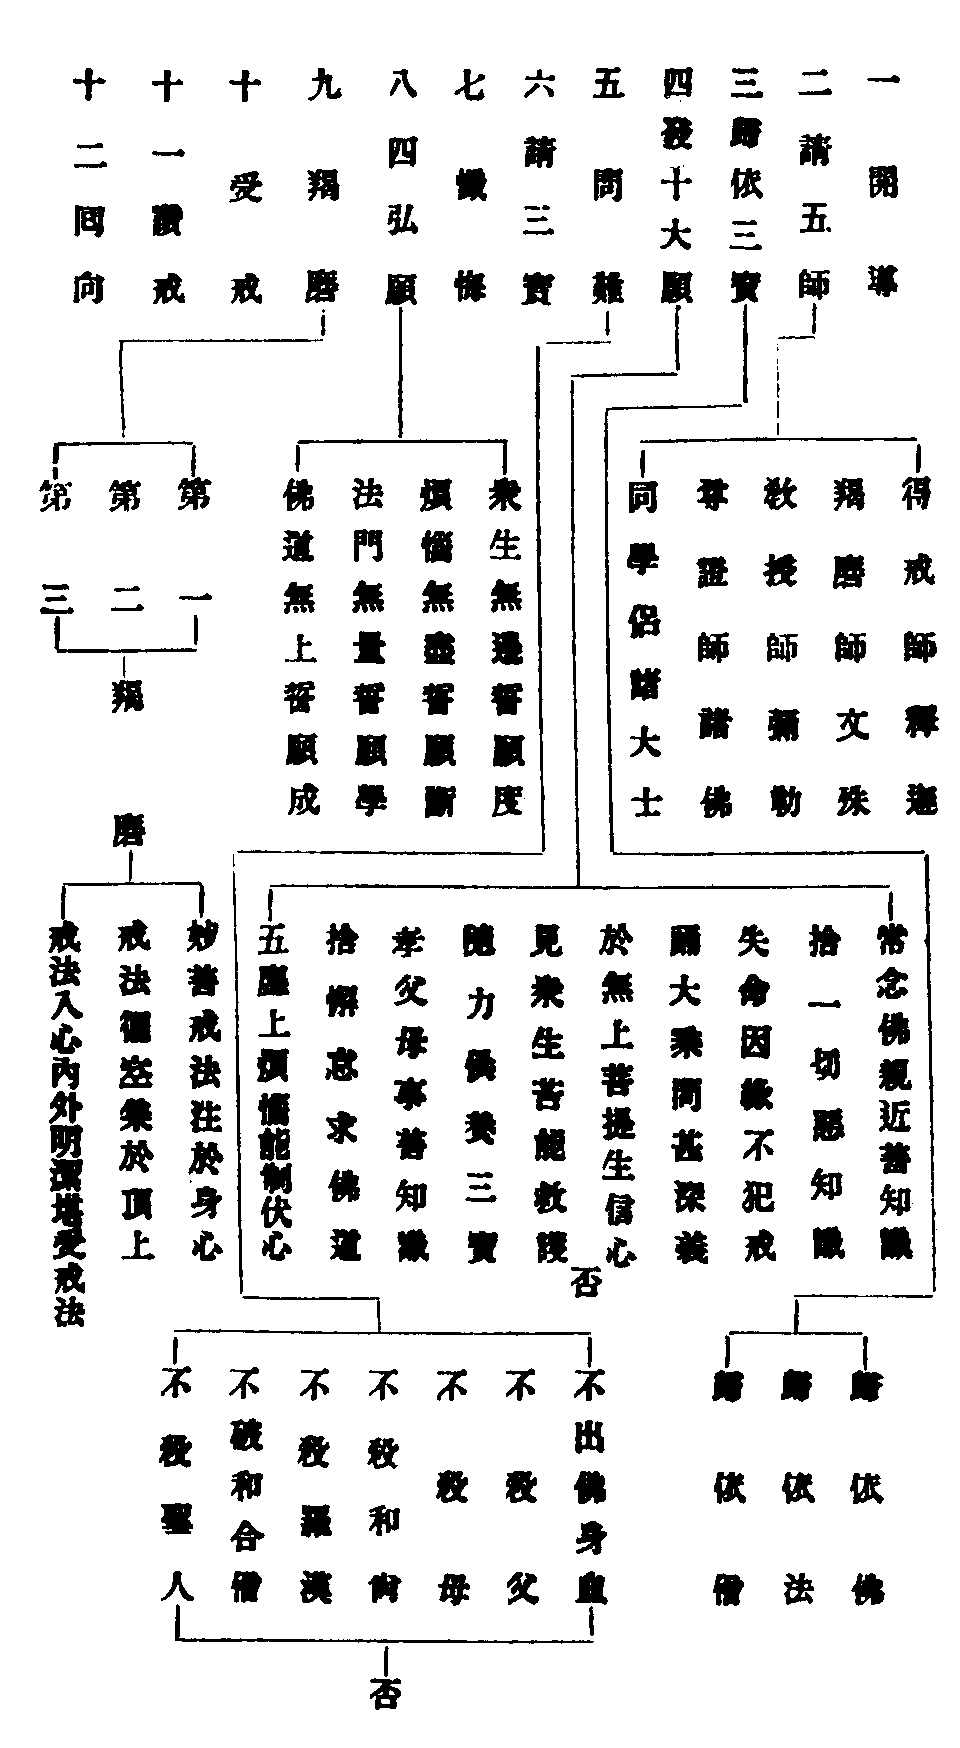 一開導
二請五師
三歸依三寶
四發十大願
五問難
六請三寶
七懺悔
八四弘願
九羯磨
十受戒
十一讚戒
十二囘向
得戒師釋迦
羯磨師文殊
敎授師彌勒
尊證師諸佛
同學侶諸大士
衆生無邊誓願度
煩惱無盡誓願斷
法門無量誓願學
佛道無上誓願成
第一
第二
第三
羯磨
常念佛親近善知識
捨一切惡知識
失命因緣不犯戒
爾大乘問甚深義
於無上菩提生信心
見衆生苦能救護
隨力供養三寶
孝父母事善知識
捨懈怠求佛道
五塵上煩惱能制伏心
否
妙善戒法注於身心
戒法彌空集於頂上
戒法入心內外明潔堪受戒法
歸依佛
歸依法
歸依僧
不出佛身血
不殺父
不殺母
不殺和尙
不殺羅漢
不破和合僧
不殺聖人
否